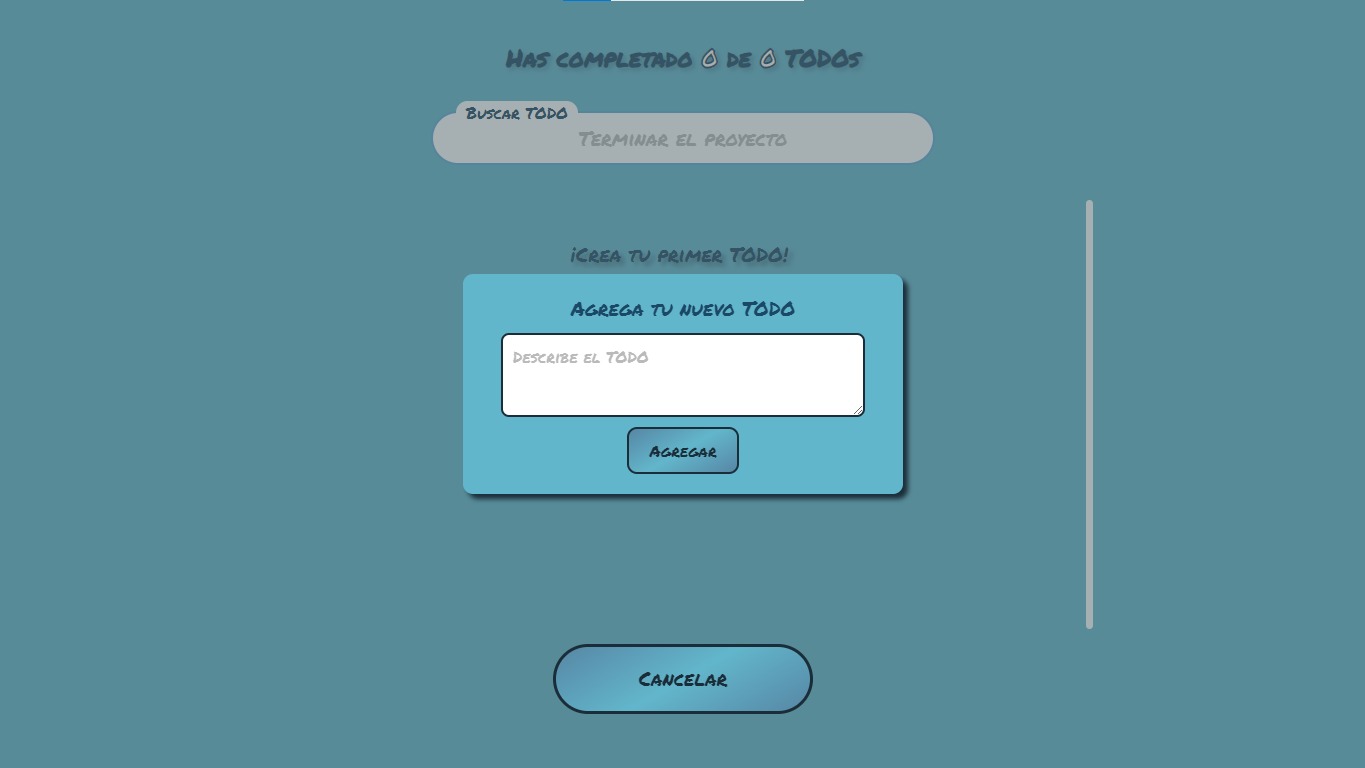 Has completado 0 de 0 TODOs
Buscar TODO
Terminar el proyecto
¡Crea tu primer TODO!
Agrega tu nuevo TODO
Describe el TODO
Agregar
Cancelar